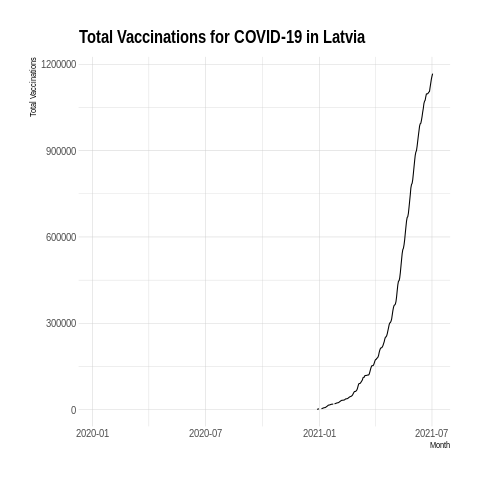 Total Vaccinations for COVID-19 in Latvia
Total Vaccinations
1200000
900000
600000
300000
0
2020-01 2020-07 2021-01 2021-07
Month